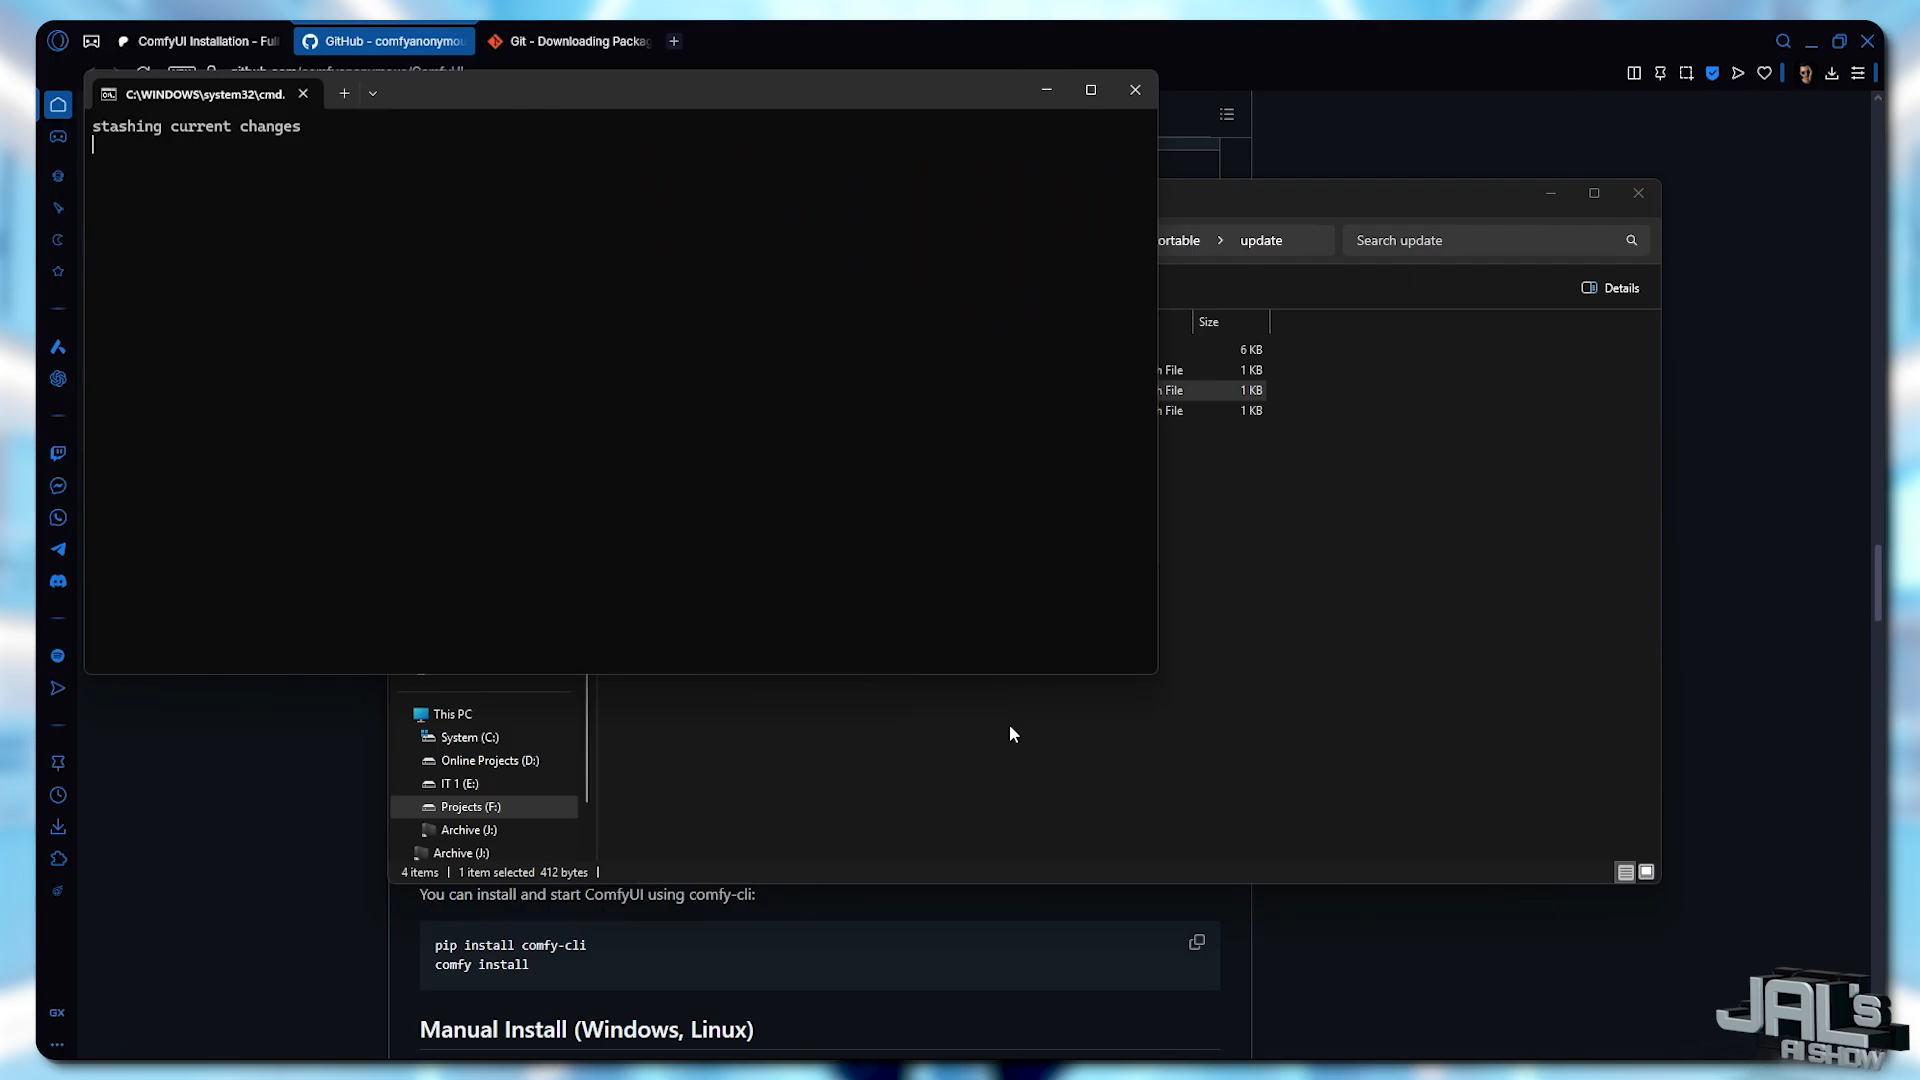 ComfyUI Installation - Ful
GitHub - comfyanonymou
Git - Downloading Packag
C:\WINDOWS\system32\cmd.
stashing current changes
ortable > update
Search update
Details
Size
6 KB
h File 1 KB
h File 1 KB
h File 1 KB
This PC
System (C:)
Online Projects (D:)
IT 1 (E:)
Projects (F:)
Archive (J:)
Archive (J:)
4 items
1 item selected 412 bytes
You can install and start ComfyUI using comfy-cli:
pip install comfy-cli
comfy install
Manual Install (Windows, Linux)
GX
JAL's
AI SHOW